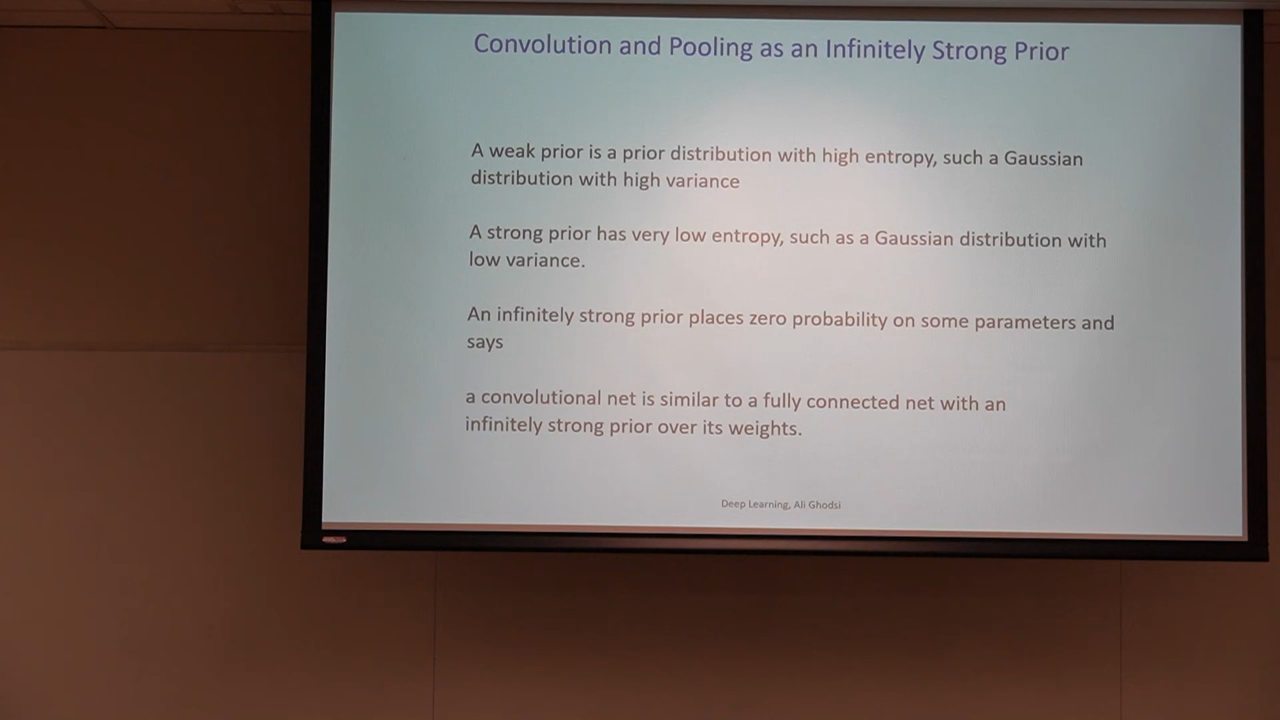 Convolution and Pooling as an Infinitely Strong Prior
A weak prior is a prior distribution with high entropy, such a Gaussian
distribution with high variance
A strong prior has very low entropy, such as a Gaussian distribution with
low variance.
An infinitely strong prior places zero probability on some parameters and
says
a convolutional net is similar to a fully connected net with an
infinitely strong prior over its weights.
Deep Learning, Ali Ghodsi